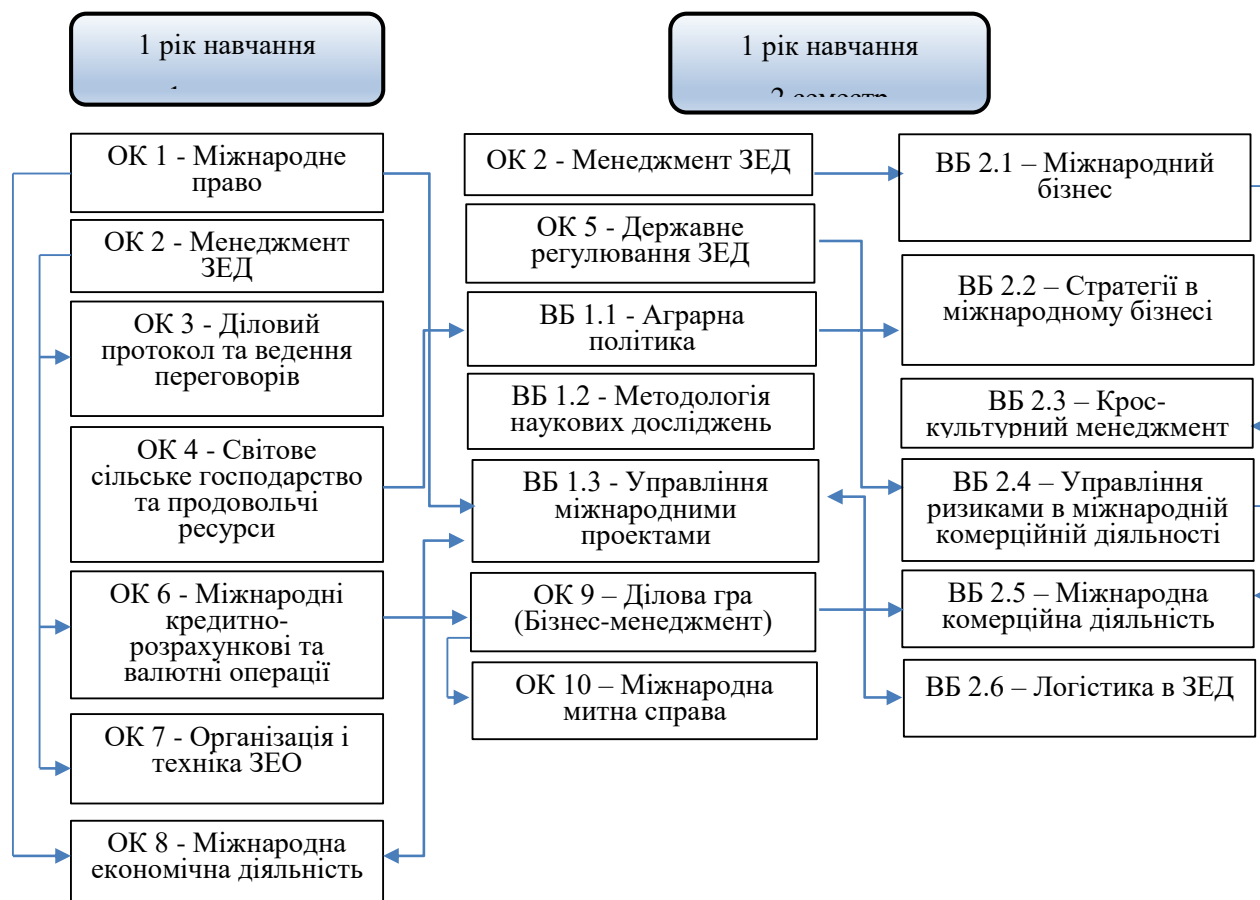 1 рік навчання
1 рік навчання
2 семестр
ОК 1 - Міжнародне
право
ОК 2 - Менеджмент
ЗЕД
ОК 3 - Діловий
протокол та ведення
переговорів
ОК 4 - Світове
сільське господарство
та продовольчі
ресурси
ОК 6 - Міжнародні
кредитно-
розрахункові та
валютні операції
ОК 7 - Організація і
техніка ЗЕО
ОК 8 - Міжнародна
економічна діяльність
ОК 2 - Менеджмент ЗЕД
ОК 5 - Державне
регулювання ЗЕД
ВБ 1.1 - Аграрна
політика
ВБ 1.2 - Методологія
наукових досліджень
ВБ 1.3 - Управління
міжнародними
проектами
ОК 9 – Ділова гра
(Бізнес-менеджмент)
ОК 10 – Міжнародна
митна справа
ВБ 2.1 – Міжнародний
бізнес
ВБ 2.2 – Стратегії в
міжнародному бізнесі
ВБ 2.3 – Крос-
культурний менеджмент
ВБ 2.4 – Управління
ризиками в міжнародній
комерційній діяльності
ВБ 2.5 – Міжнародна
комерційна діяльність
ВБ 2.6 – Логістика в ЗЕД